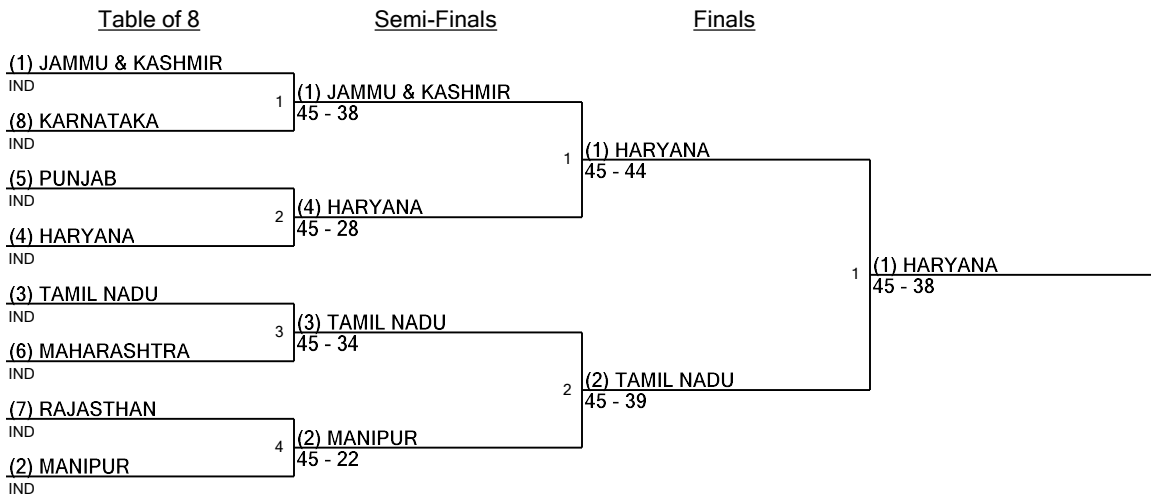 Table of 8
Semi-Finals
Finals
(1) JAMMU & KASHMIR
IND
1
(8) KARNATAKA
IND
(5) PUNJAB
IND
2
(4) HARYANA
IND
(3) TAMIL NADU
IND
3
(6) MAHARASHTRA
IND
(7) RAJASTHAN
IND
4
(2) MANIPUR
IND
(1) JAMMU & KASHMIR
45 - 38
1
(4) HARYANA
45 - 28
(3) TAMIL NADU
45 - 34
2
(2) MANIPUR
45 - 22
(1) HARYANA
45 - 44
1
(2) TAMIL NADU
45 - 39
(1) HARYANA
45 - 38